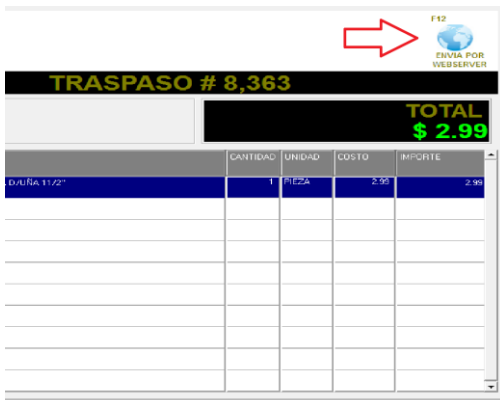 F12
ENVIA POR
WEBSERVER
TRASPASO # 8,363
TOTAL
$ 2.99
CANTIDAD UNIDAD COSTO IMPORTE
D/UÑA 11/2" 1 PIEZA 2.99 2.99